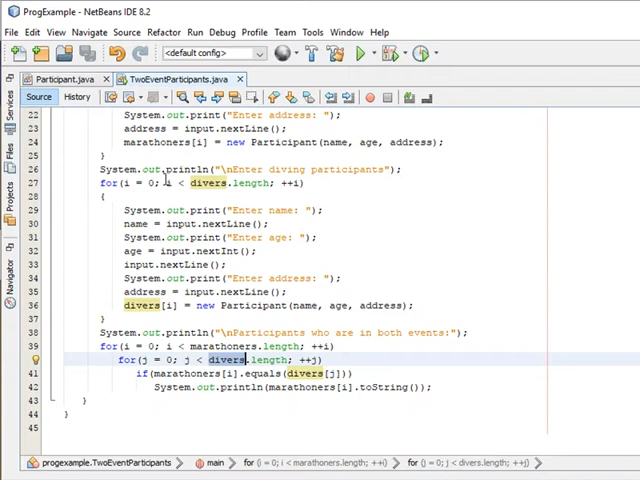 ProgExample - NetBeans IDE 8.2
File Edit View Navigate Source Refactor Run Debug Profile Team Tools Window Help
<default config>
Participant.java TwoEventParticipants.java
Source History
22 System.out.print("Enter address: ");
23 address = input.nextLine();
24 marathoners[i] = new Participant(name, age, address);
25 }
26 System.out.println("\nEnter diving participants");
27 for(i = 0; i < divers.length; ++i)
28 {
29 System.out.print("Enter name: ");
30 name = input.nextLine();
31 System.out.print("Enter age: ");
32 age = input.nextInt();
33 input.nextLine();
34 System.out.print("Enter address: ");
35 address = input.nextLine();
36 divers[i] = new Participant(name, age, address);
37 }
38 System.out.println("\nParticipants who are in both events:");
39 for(i = 0; i < marathoners.length; ++i)
for(j = 0; j < divers.length; ++j)
41 if(marathoners[i].equals(divers[j]))
42 System.out.println(marathoners[i].toString());
43 }
44 }
45
Services
Files
Projects
Navigator
progexample.TwoEventParticipants main for (i = 0; i < marathoners.length; ++i) for (j = 0; j < divers.length; ++j)